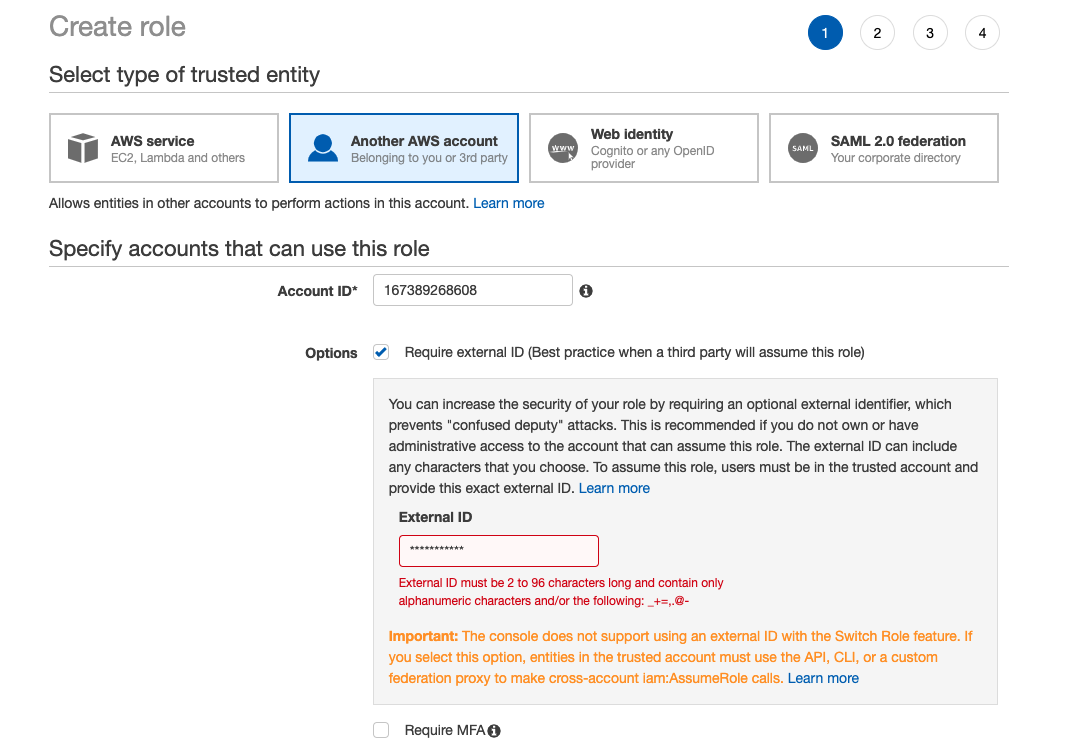 Create role
1
2
3
4
Select type of trusted entity
AWS service
EC2, Lambda and others
Another AWS account
Belonging to you or 3rd party
www
Web identity
Cognito or any OpenID
provider
SAML
SAML 2.0 federation
Your corporate directory
Allows entities in other accounts to perform actions in this account. Learn more
Specify accounts that can use this role
Account ID*
167389268608
Options
Require external ID (Best practice when a third party will assume this role)
You can increase the security of your role by requiring an optional external identifier, which
prevents "confused deputy" attacks. This is recommended if you do not own or have
administrative access to the account that can assume this role. The external ID can include
any characters that you choose. To assume this role, users must be in the trusted account and
provide this exact external ID. Learn more
External ID
***********
External ID must be 2 to 96 characters long and contain only
alphanumeric characters and/or the following: _+=,.@-
Important: The console does not support using an external ID with the Switch Role feature. If
you select this option, entities in the trusted account must use the API, CLI, or a custom
federation proxy to make cross-account iam:AssumeRole calls. Learn more
Require MFA